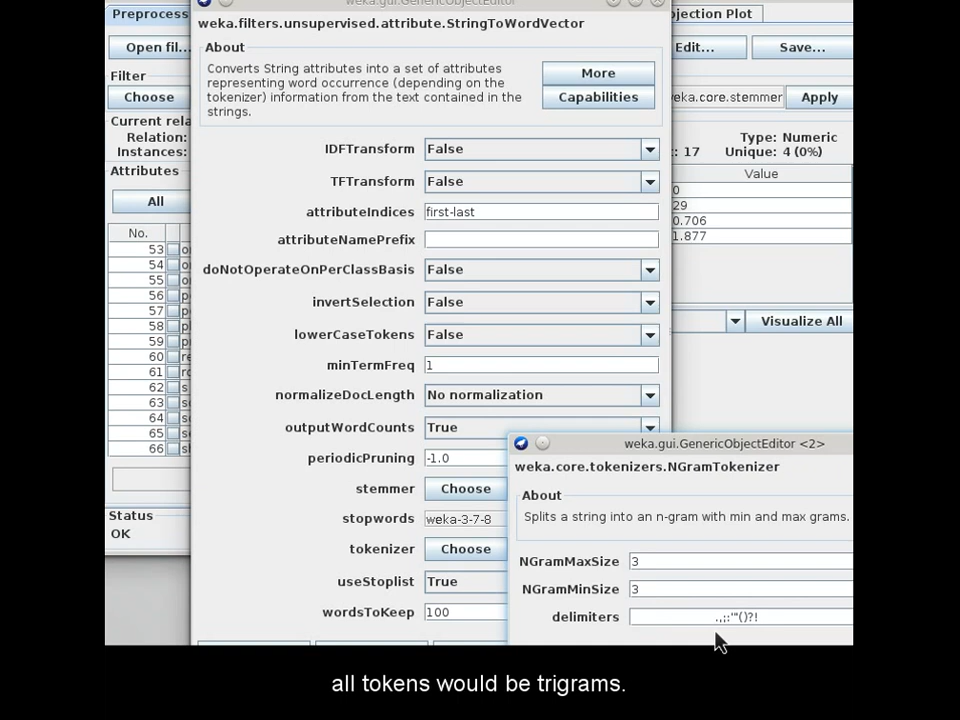 weka.gui.GenericObjectEditor
Preprocess
jection Plot
weka.filters.unsupervised.attribute.StringToWordVector
Open fil...
Edit...
Save...
About
Converts String attributes into a set of attributes
representing word occurrence (depending on the
tokenizer) information from the text contained in the
strings.
More
Capabilities
Filter
Choose
weka.core.stemmer
Apply
Current rela
Relation:
Instances:
Type: Numeric
: 17
Unique: 4 (0%)
Attributes
All
Value
0
29
0.706
1.877
No.
53
54
55
56
57
58
59
60
61
62
63
64
65
66
IDFTransform False
TFTransform False
attributeIndices first-last
attributeNamePrefix
doNotOperateOnPerClassBasis False
invertSelection False
lowerCaseTokens False
minTermFreq 1
normalizeDocLength No normalization
outputWordCounts True
periodicPruning -1.0
stemmer Choose
stopwords weka-3-7-8
tokenizer Choose
useStoplist True
wordsToKeep 100
Visualize All
Status
OK
weka.gui.GenericObjectEditor <2>
weka.core.tokenizers.NGramTokenizer
About
Splits a string into an n-gram with min and max grams.
NGramMaxSize 3
NGramMinSize 3
delimiters .,;:'"()?!
all tokens would be trigrams.